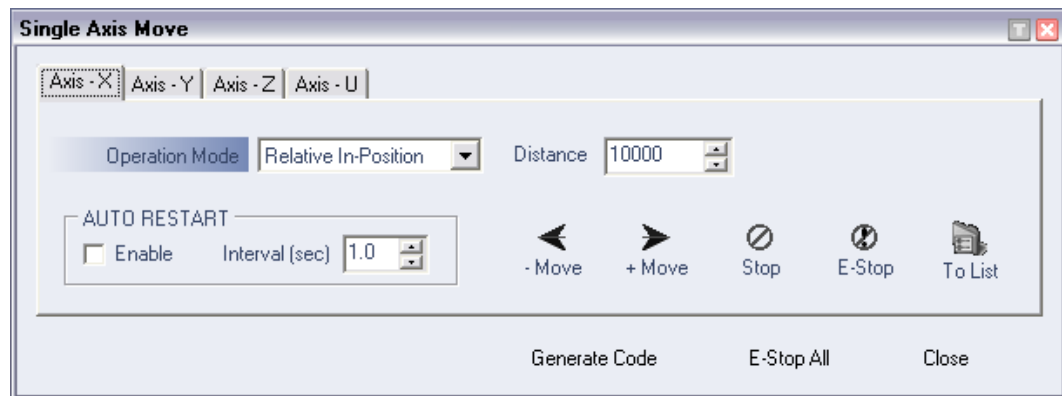 Single Axis Move
Axis - X Axis - Y Axis - Z Axis - U
Operation Mode Relative In-Position Distance 10000
AUTO RESTART
Enable Interval (sec) 1.0
- Move + Move Stop E-Stop To List
Generate Code E-Stop All Close